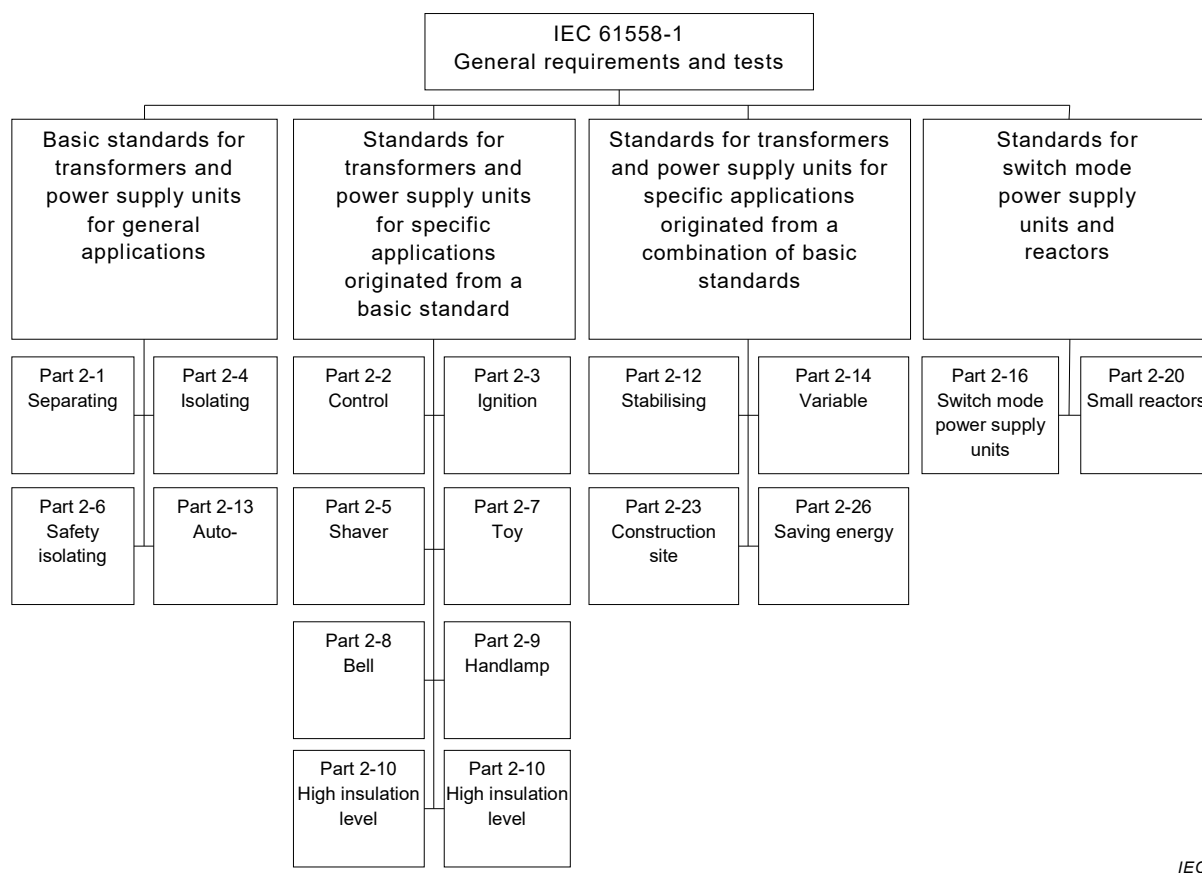 IEC 61558-1
General requirements and tests
Basic standards for
transformers and
power supply units
for general
applications
Standards for
transformers and
power supply units
for specific
applications
originated from a
basic standard
Standards for transformers
and power supply units for
specific applications
originated from a
combination of basic
standards
Standards for
switch mode
power supply
units and
reactors
Part 2-1
Separating
Part 2-4
Isolating
Part 2-2
Control
Part 2-3
Ignition
Part 2-12
Stabilising
Part 2-14
Variable
Part 2-16
Switch mode
power supply
units
Part 2-20
Small reactors
Part 2-6
Safety
isolating
Part 2-13
Auto-
Part 2-5
Shaver
Part 2-7
Toy
Part 2-23
Construction
site
Part 2-26
Saving energy
Part 2-8
Bell
Part 2-9
Handlamp
Part 2-10
High insulation
level
Part 2-10
High insulation
level
IEC